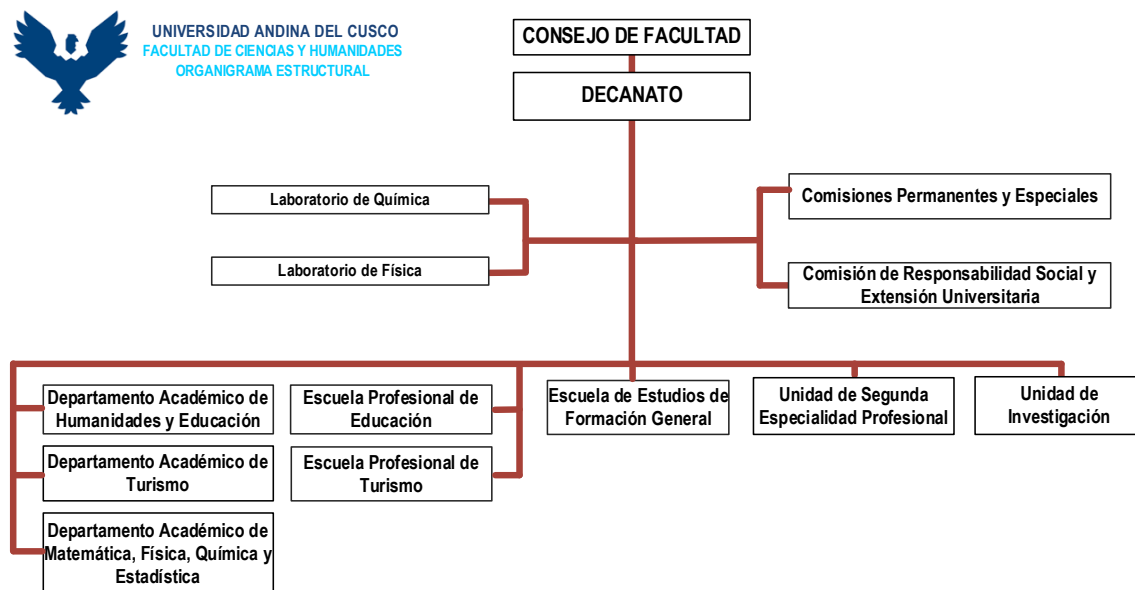 UNIVERSIDAD ANDINA DEL CUSCO
FACULTAD DE CIENCIAS Y HUMANIDADES
ORGANIGRAMA ESTRUCTURAL
CONSEJO DE FACULTAD
DECANATO
Laboratorio de Química
Laboratorio de Física
Comisiones Permanentes y Especiales
Comisión de Responsabilidad Social y
Extensión Universitaria
Departamento Académico de
Humanidades y Educación
Departamento Académico de
Turismo
Departamento Académico de
Matemática, Física, Química y
Estadística
Escuela Profesional de
Educación
Escuela Profesional de
Turismo
Escuela de Estudios de
Formación General
Unidad de Segunda
Especialidad Profesional
Unidad de
Investigación